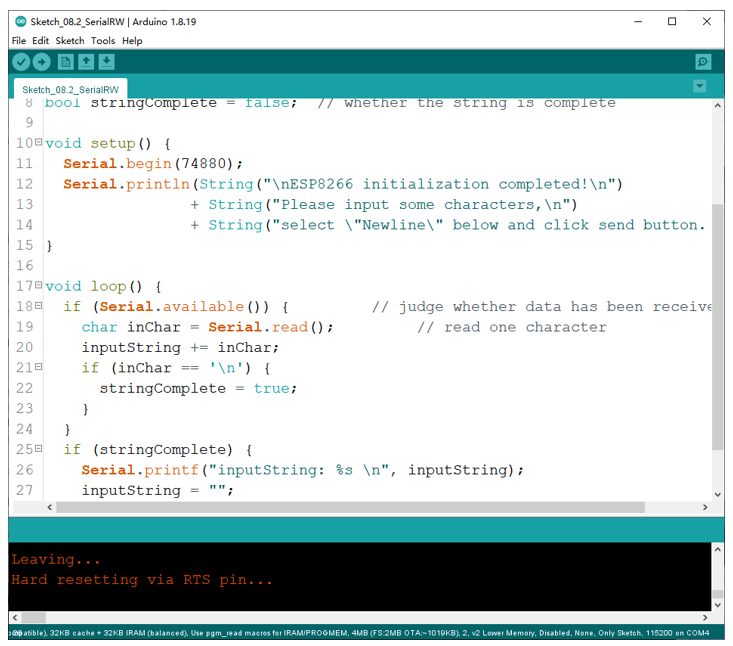 Sketch_08.2_SerialRW | Arduino 1.8.19
File Edit Sketch Tools Help
Sketch_08.2_SerialRW
8 bool stringComplete = false;  // whether the string is complete
9
10 void setup() {
11   Serial.begin(74880);
12   Serial.println(String("\nESP8266 initialization completed!\n")
13                 + String("Please input some characters,\n")
14                 + String("select \"Newline\" below and click send button.
15 }
16
17 void loop() {
18   if (Serial.available()) {         // judge whether data has been receive
19     char inChar = Serial.read();         // read one character
20     inputString += inChar;
21     if (inChar == '\n') {
22       stringComplete = true;
23     }
24   }
25   if (stringComplete) {
26     Serial.printf("inputString: %s \n", inputString);
27     inputString = "";
Leaving...
Hard resetting via RTS pin...
32KB cache + 32KB IRAM (balanced), Use pgm_read macros for IRAM/PROGMEM, 4MB (FS:2MB OTA:~1019KB), 2, v2 Lower Memory, Disabled, None, Only Sketch, 115200 on COM4